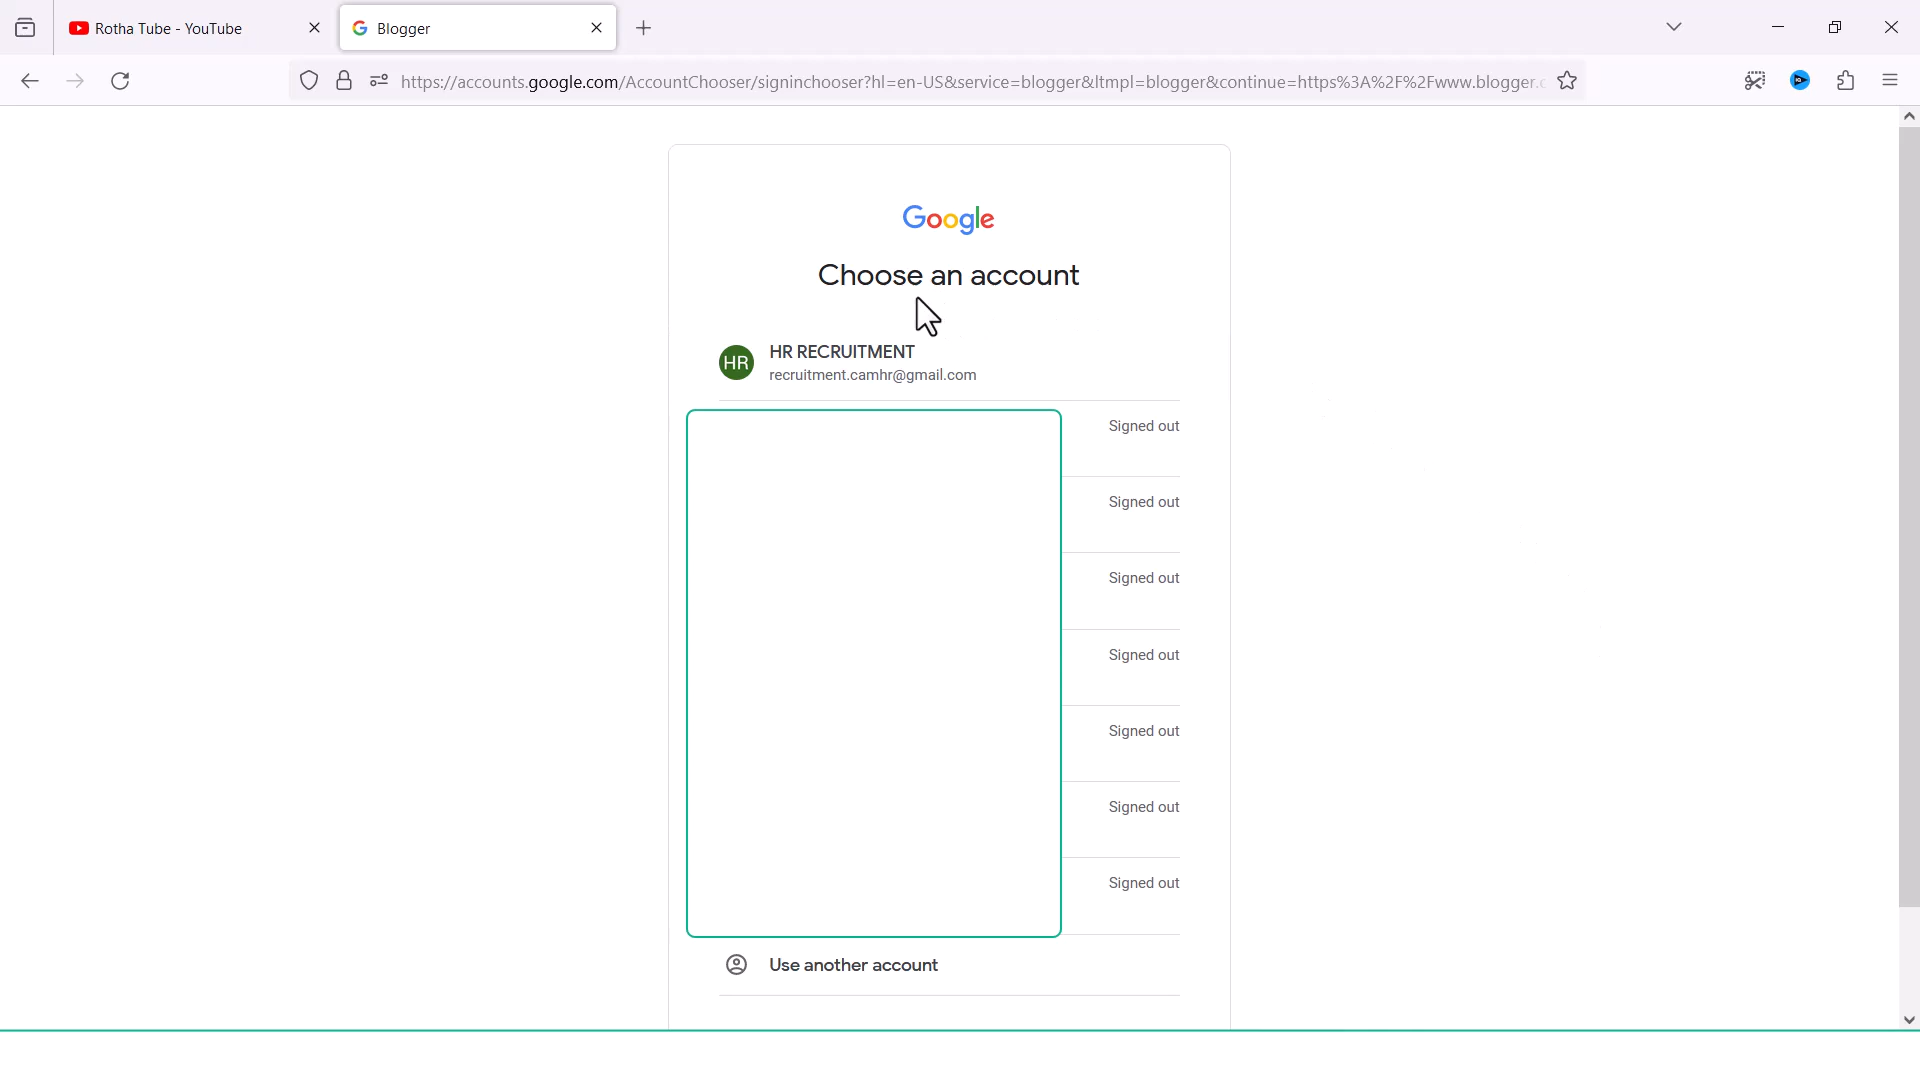 Rotha Tube - YouTube
Blogger
https://accounts.google.com/AccountChooser/signinchooser?hl=en-US&service=blogger&ltmpl=blogger&continue=https%3A%2F%2Fwww.blogger.c
Google
Choose an account
HR
HR RECRUITMENT
recruitment.camhr@gmail.com
Signed out
Signed out
Signed out
Signed out
Signed out
Signed out
Signed out
Use another account